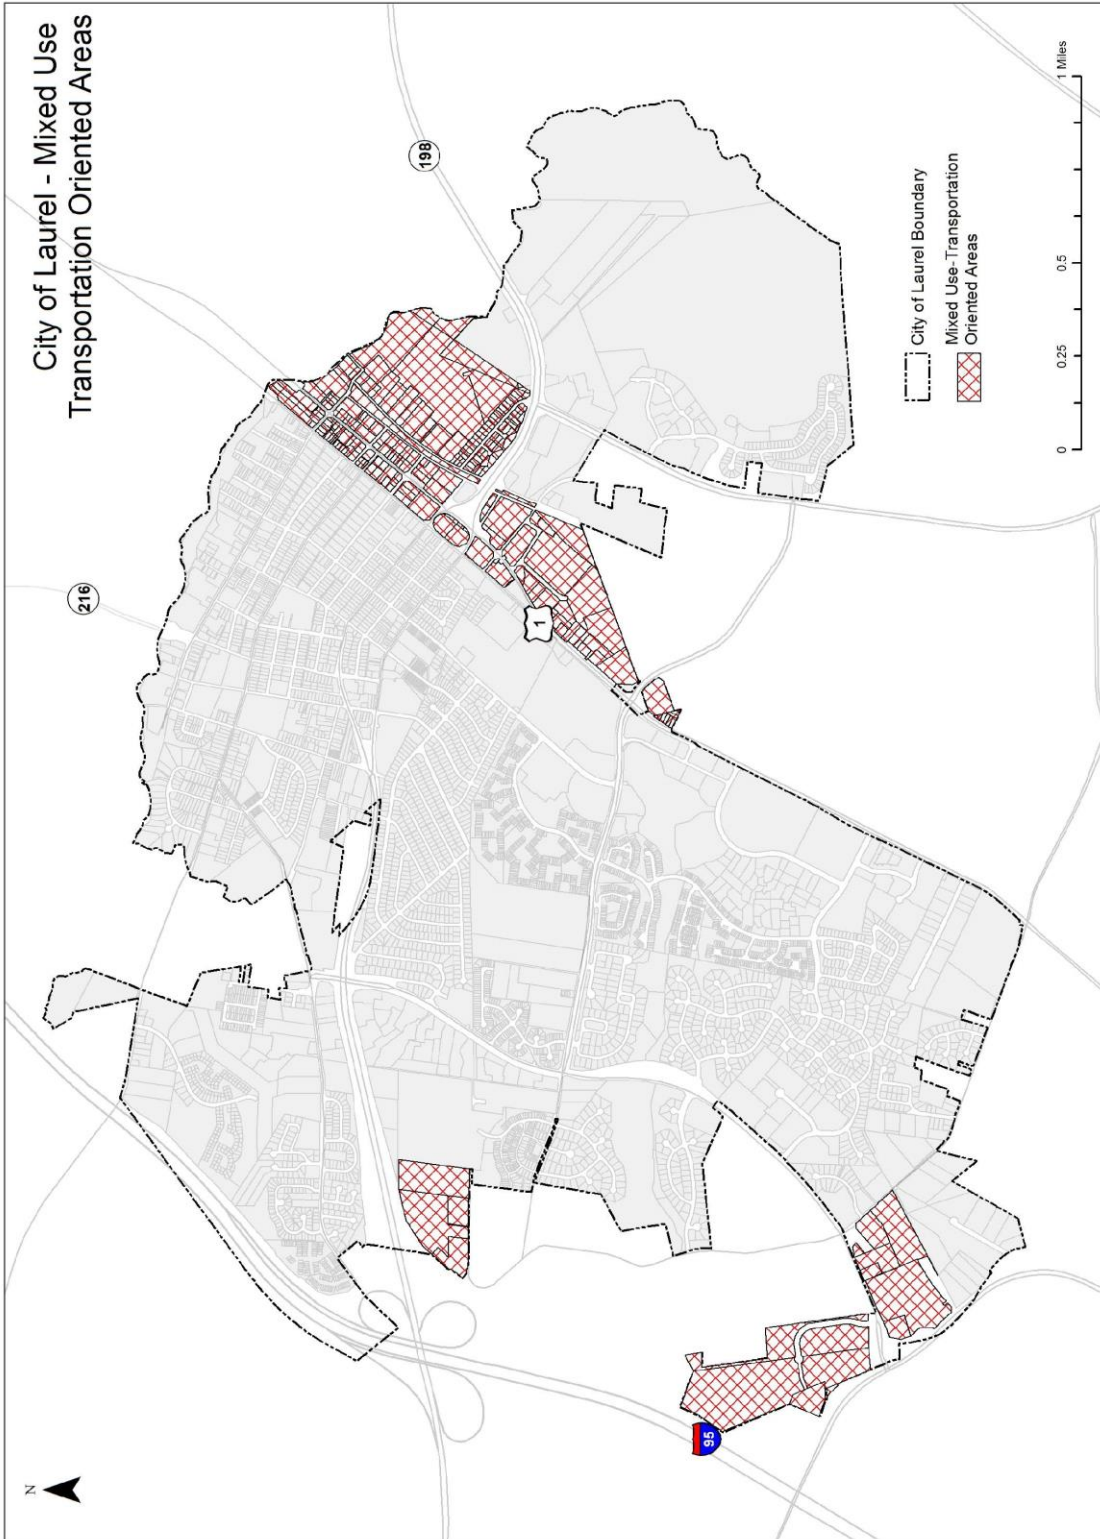 City of Laurel - Mixed Use
Transportation Oriented Areas
198
216
1
95
N
City of Laurel Boundary
Mixed Use-Transportation
Oriented Areas
0
0.25
0.5
1 Miles